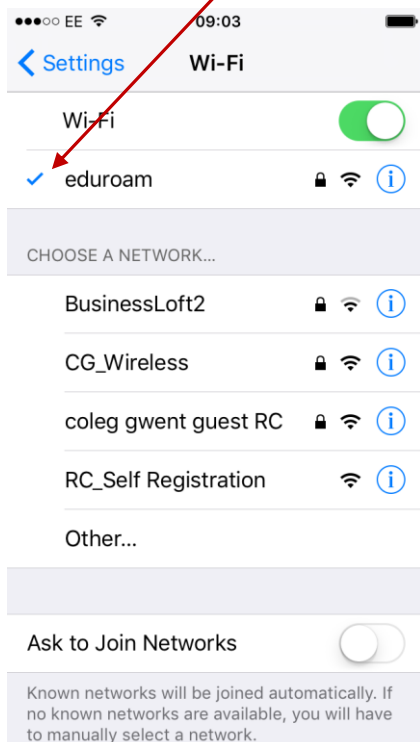 EE 09:03
Settings Wi-Fi
Wi-Fi
eduroam
CHOOSE A NETWORK...
BusinessLoft2
CG_Wireless
coleg gwent guest RC
RC_Self Registration
Other...
Ask to Join Networks
Known networks will be joined automatically. If
no known networks are available, you will have
to manually select a network.